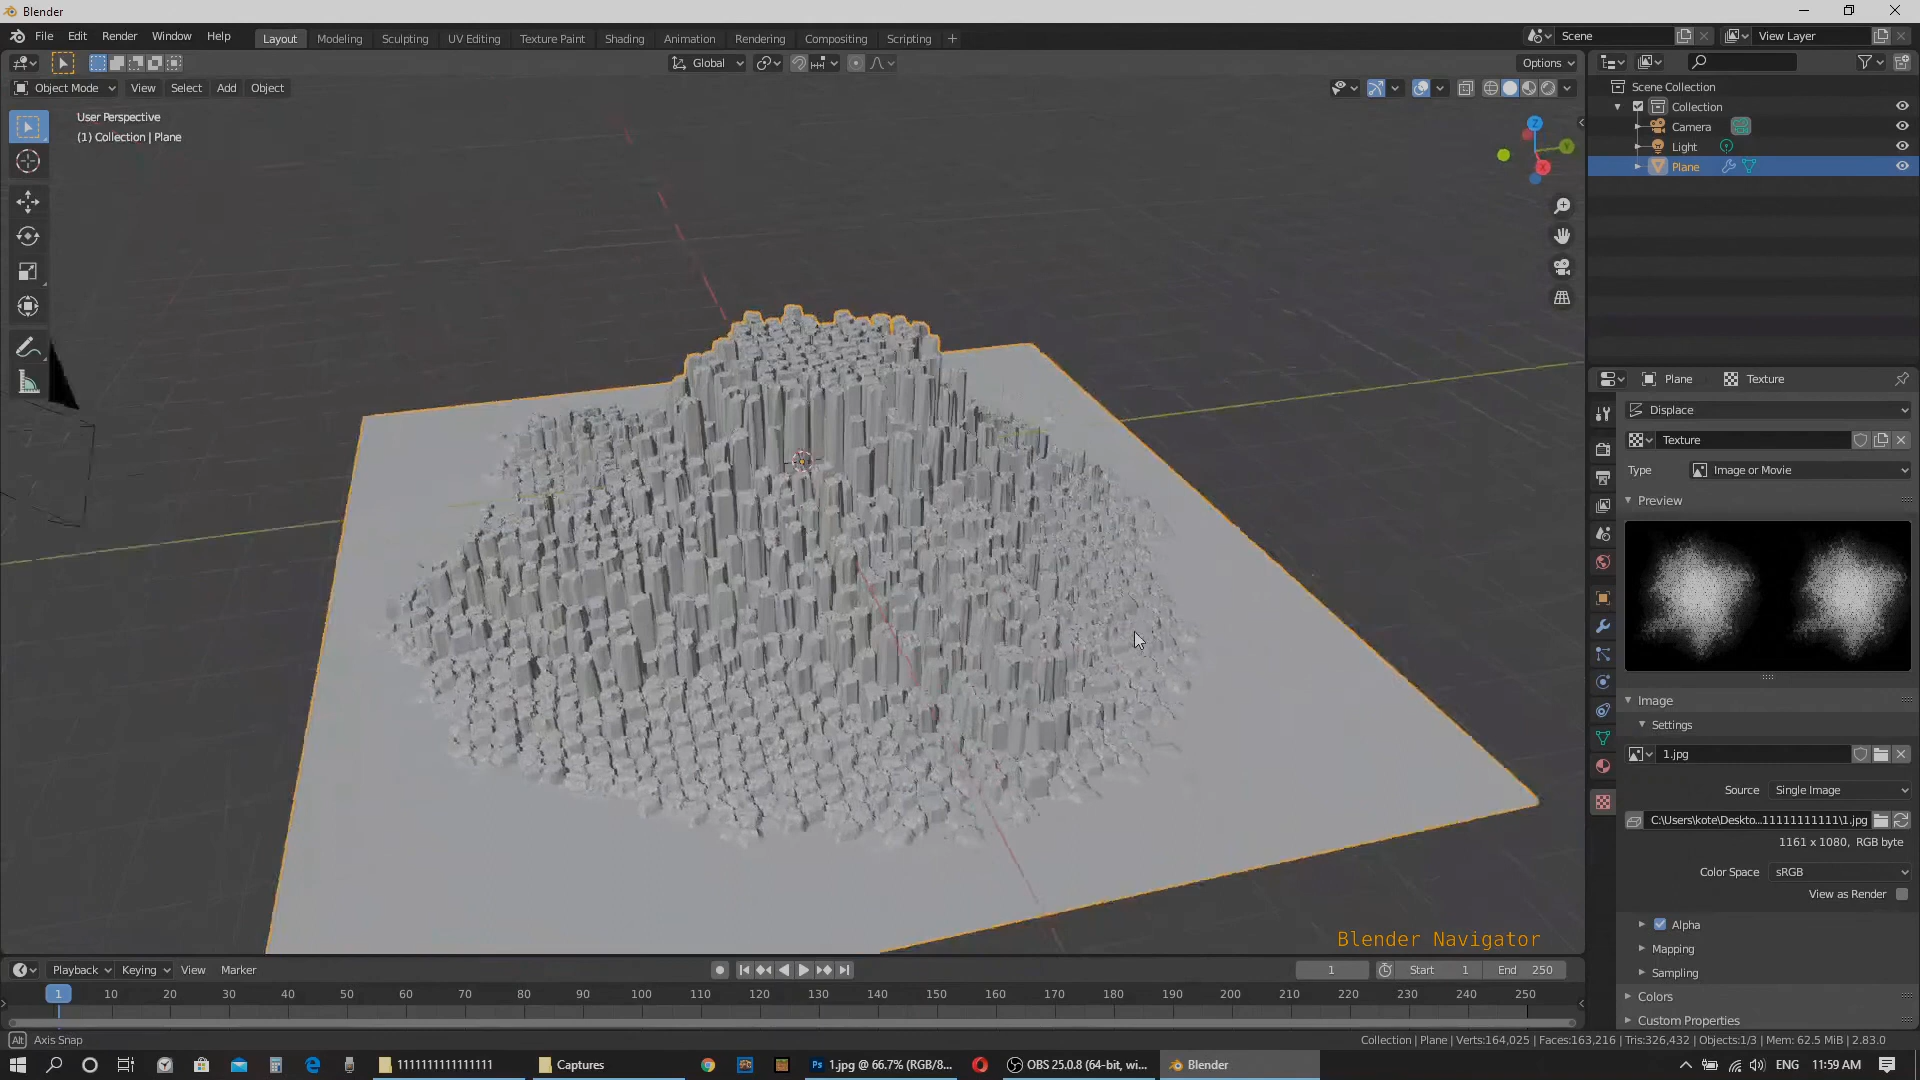 Blender
File Edit Render Window Help
Layout Modeling Sculpting UV Editing Texture Paint Shading Animation Rendering Compositing Scripting +
Scene
View Layer
Global
Options
Object Mode View Select Add Object
User Perspective
(1) Collection | Plane
Z
Y
X
Scene Collection
Collection
Camera
Light
Plane
Plane Texture
Displace
Texture
Type Image or Movie
Preview
Image
Settings
1.jpg
Source Single Image
C:\Users\kote\Deskto...11111111111\1.jpg
1161 x 1080, RGB byte
Color Space sRGB
View as Render
Alpha
Mapping
Sampling
Colors
Custom Properties
Blender Navigator
Playback Keying View Marker
1 Start 1 End 250
1 10 20 30 40 50 60 70 80 90 100 110 120 130 140 150 160 170 180 190 200 210 220 230 240 250
Alt Axis Snap
Collection | Plane | Verts:164,025 | Faces:163,216 | Tris:326,432 | Objects:1/3 | Mem: 62.5 MiB | 2.83.0
1111111111111111
Captures
Ps 1.jpg @ 66.7% (RGB/8...
OBS 25.0.8 (64-bit, wi...
Blender
ENG 11:59 AM